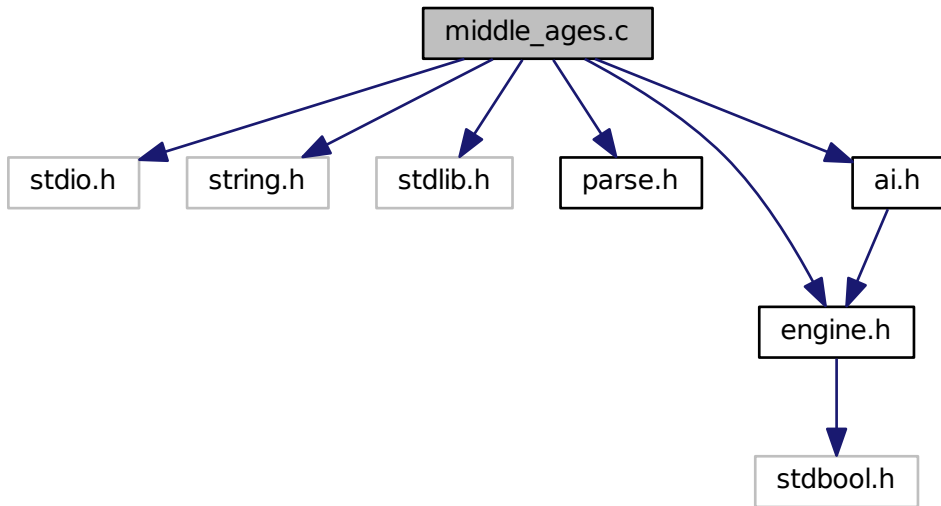 middle_ages.c
stdio.h
string.h
stdlib.h
parse.h
ai.h
engine.h
stdbool.h